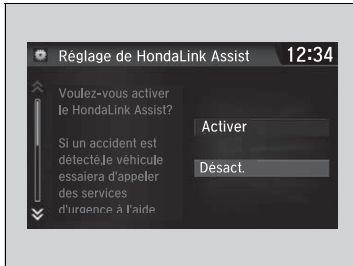 Réglage de HondaLink Assist 12:34
Voulez-vous activer
le HondaLink Assist?
Si un accident est
détecté,le véhicule
essaiera d'appeler
des services
d'urgence à l'aide
Activer
Désact.